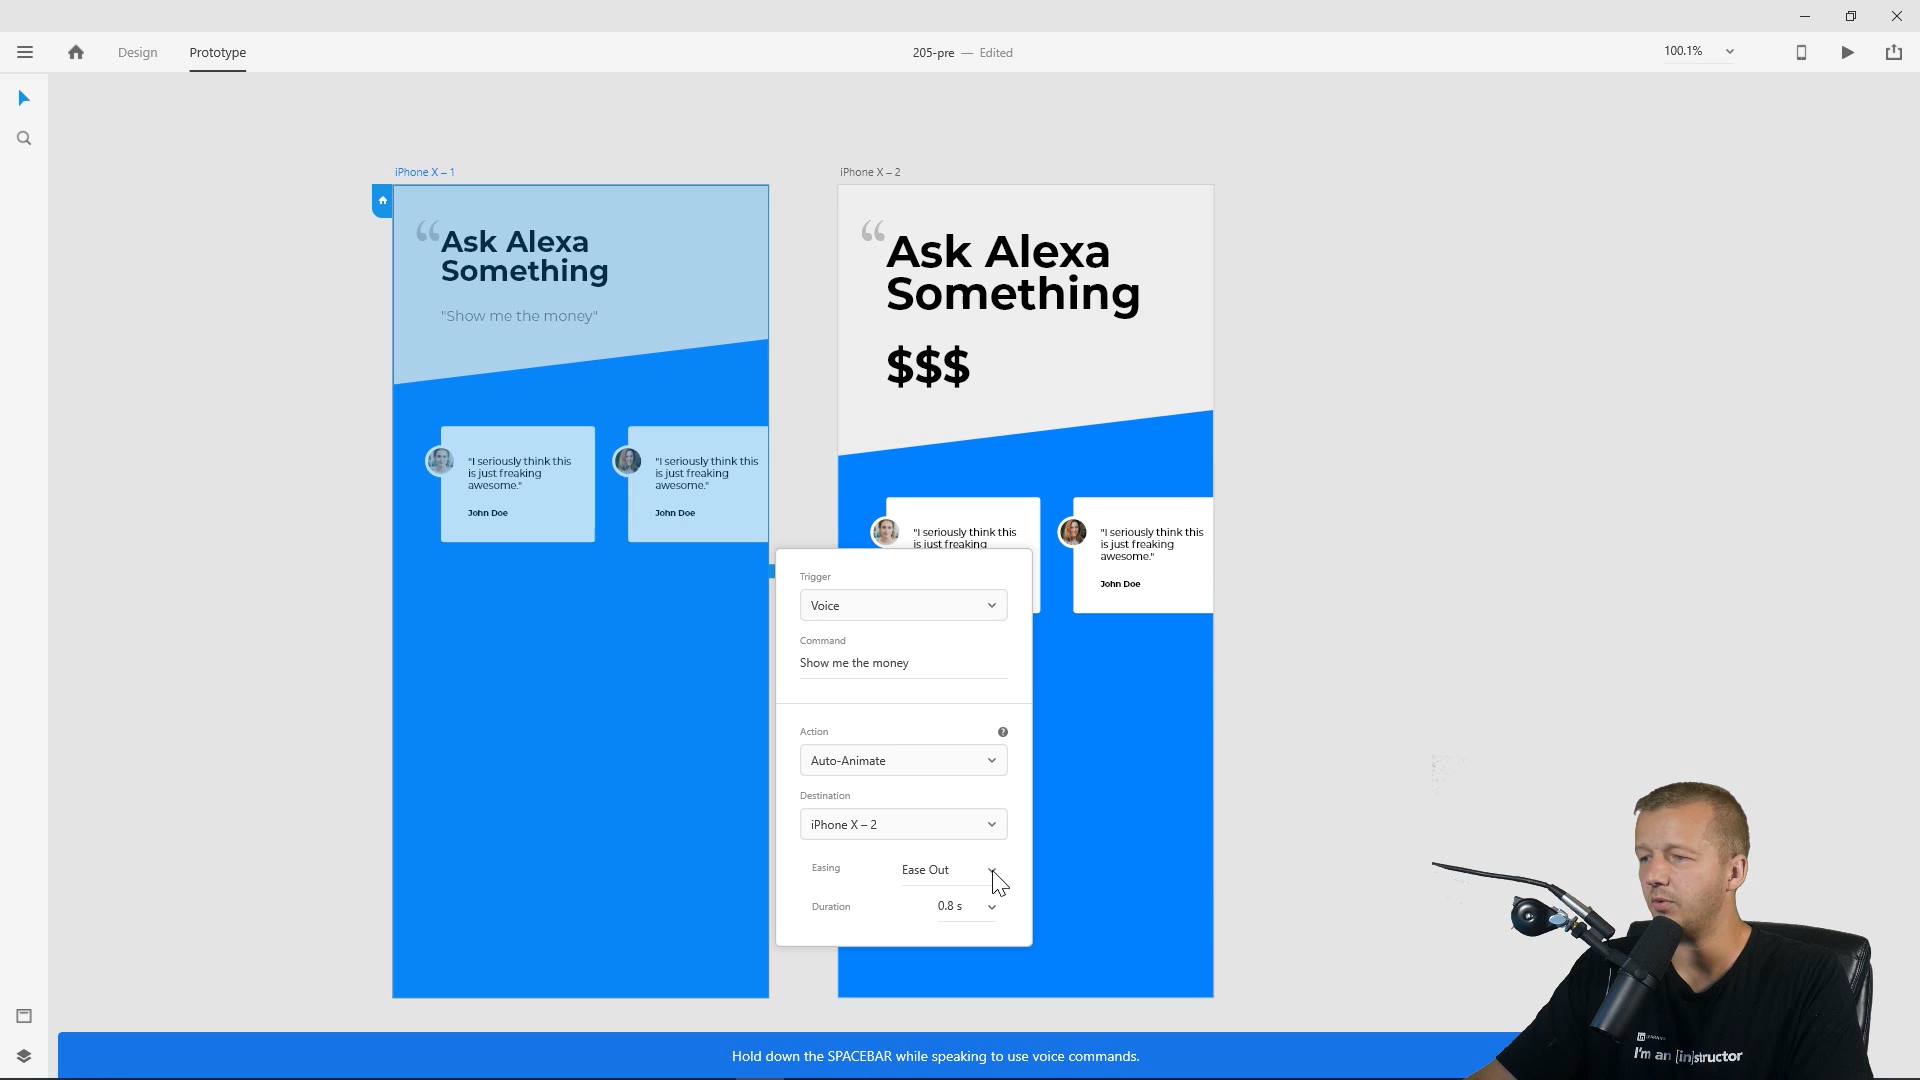 Design
Prototype
205-pre — Edited
100.1%
iPhone X – 1
“
Ask Alexa
Something
"Show me the money"
"I seriously think this
is just freaking
awesome."
John Doe
"I seriously think this
is just freaking
awesome."
John Doe
iPhone X – 2
“
Ask Alexa
Something
$$$
"I seriously think this
is just freaking
"I seriously think this
is just freaking
awesome."
John Doe
Trigger
Voice
Command
Show me the money
Action
?
Auto-Animate
Destination
iPhone X – 2
Easing
Ease Out
Duration
0.8 s
Hold down the SPACEBAR while speaking to use voice commands.
I'm an [in]structor